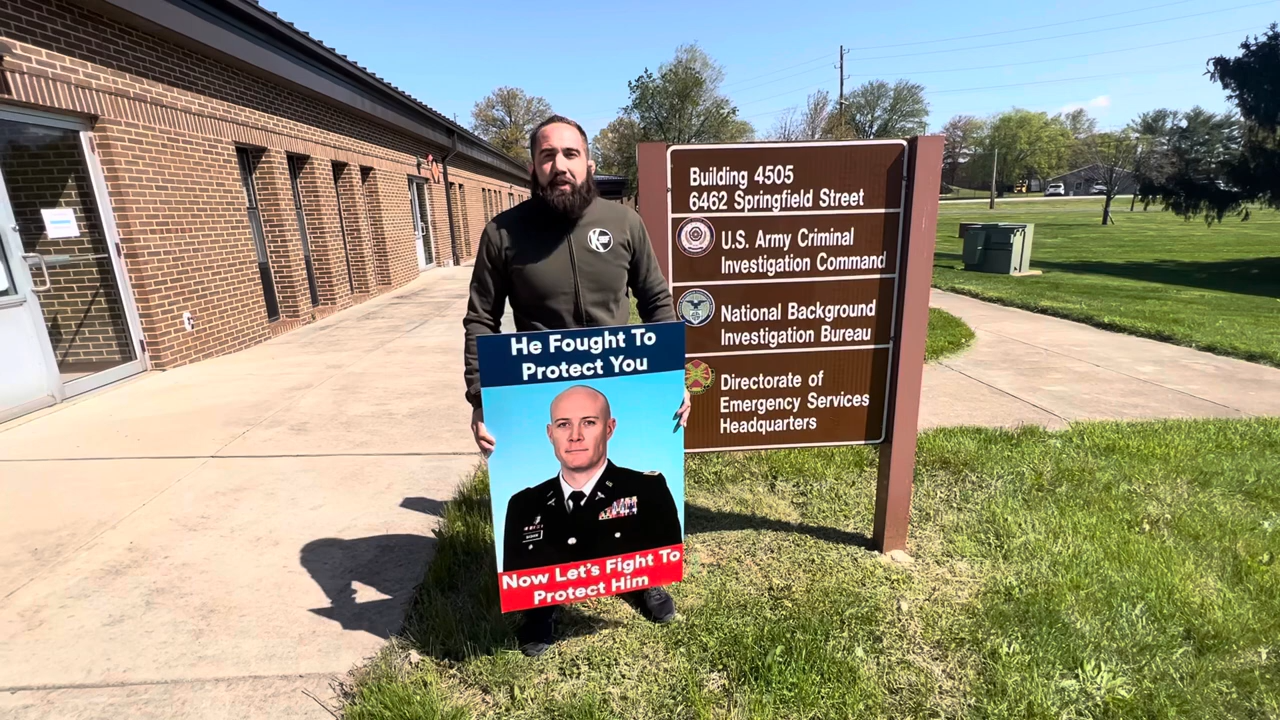 Building 4505
6462 Springfield Street
U.S. Army Criminal
Investigation Command
National Background
Investigation Bureau
Directorate of
Emergency Services
Headquarters
He Fought To
Protect You
Now Let's Fight To
Protect Him